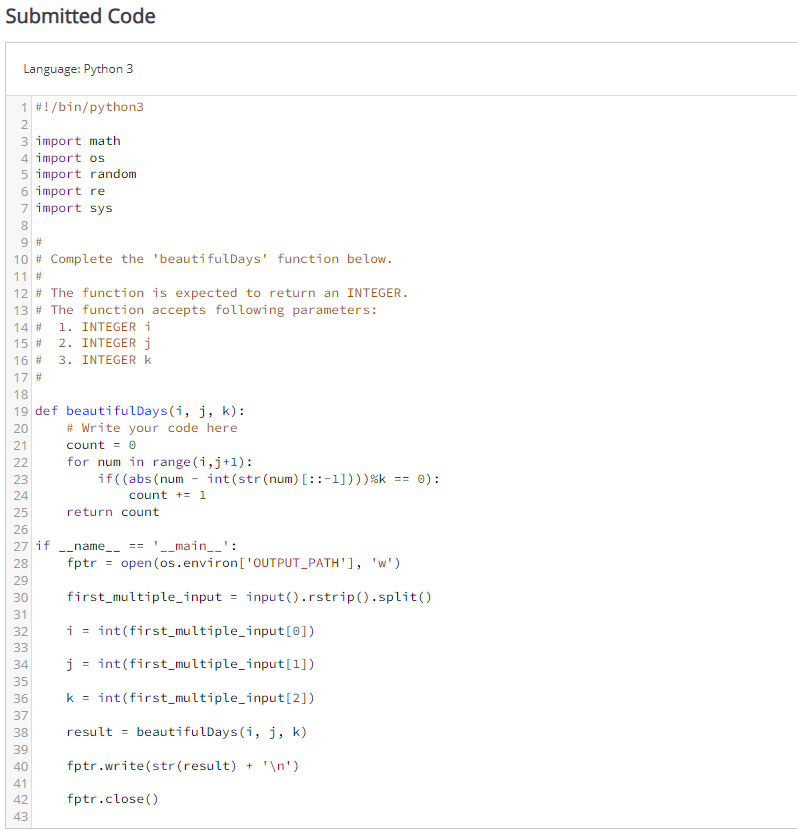 Submitted Code
Language: Python 3
1 #!/bin/python3
2
3 import math
4 import os
5 import random
6 import re
7 import sys
8
9 #
10 # Complete the 'beautifulDays' function below.
11 #
12 # The function is expected to return an INTEGER.
13 # The function accepts following parameters:
14 #  1. INTEGER i
15 #  2. INTEGER j
16 #  3. INTEGER k
17 #
18
19 def beautifulDays(i, j, k):
20     # Write your code here
21     count = 0
22     for num in range(i,j+1):
23         if((abs(num - int(str(num)[::-1])))%k == 0):
24             count += 1
25     return count
26
27 if __name__ == '__main__':
28     fptr = open(os.environ['OUTPUT_PATH'], 'w')
29
30     first_multiple_input = input().rstrip().split()
31
32     i = int(first_multiple_input[0])
33
34     j = int(first_multiple_input[1])
35
36     k = int(first_multiple_input[2])
37
38     result = beautifulDays(i, j, k)
39
40     fptr.write(str(result) + '\n')
41
42     fptr.close()
43